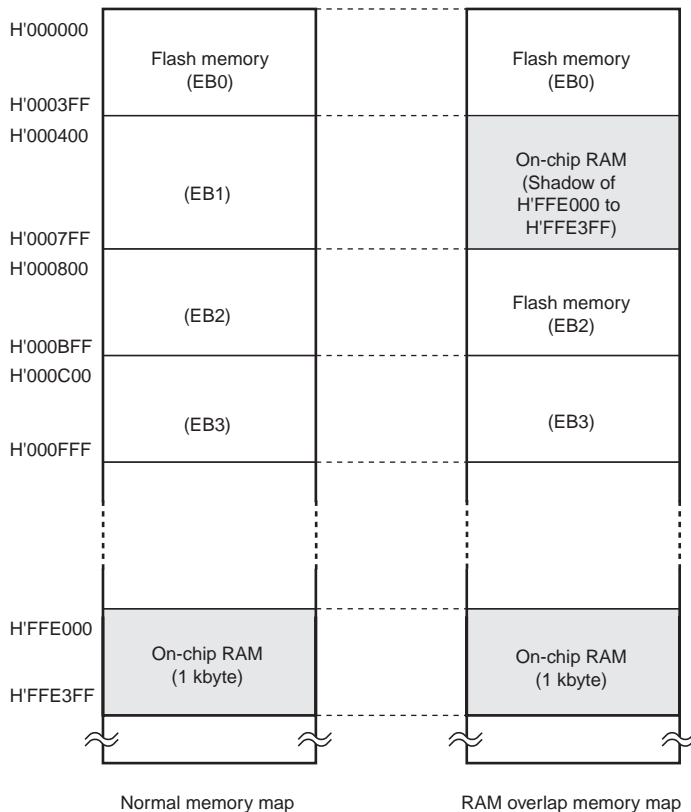 H'000000
Flash memory
(EB0)
Flash memory
(EB0)
H'0003FF
H'000400
(EB1)
On-chip RAM
(Shadow of
H'FFE000 to
H'FFE3FF)
H'0007FF
H'000800
(EB2)
Flash memory
(EB2)
H'000BFF
H'000C00
(EB3)
(EB3)
H'000FFF
H'FFE000
On-chip RAM
(1 kbyte)
On-chip RAM
(1 kbyte)
H'FFE3FF
Normal memory map
RAM overlap memory map